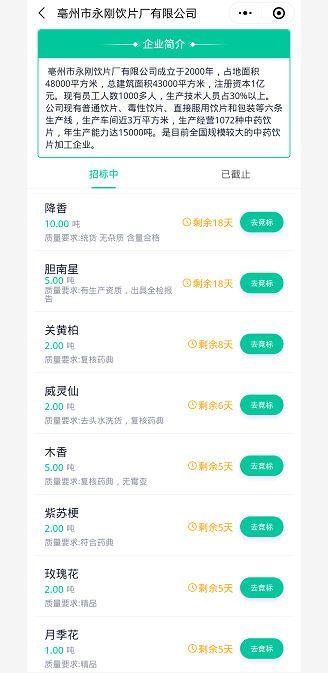 亳州市永刚饮片厂有限公司
企业简介
亳州市永刚饮片厂有限公司成立于2000年，占地面积
48000平方米，总建筑面积43000平方米，注册资本1亿
元。现有员工人数1000多人，生产技术人员占30%以上。
公司现有普通饮片、毒性饮片、直接服用饮片和包装等六条
生产线，生产车间近3万平方米，生产经营1072种中药饮
片，年生产能力达15000吨。是目前全国规模较大的中药饮
片加工企业。
招标中 已截止
降香
10.00 吨
质量要求:统货 无杂质 含量合格
剩余18天 去竞标
胆南星
5.00 吨
质量要求:有生产资质，出具全检报
告
剩余18天 去竞标
关黄柏
2.00 吨
质量要求:复核药典
剩余8天 去竞标
威灵仙
2.00 吨
质量要求:去头水洗货，复核药典
剩余6天 去竞标
木香
5.00 吨
质量要求:复核药典，无霉变
剩余5天 去竞标
紫苏梗
2.00 吨
质量要求:符合药典
剩余5天 去竞标
玫瑰花
2.00 吨
质量要求:精品
剩余5天 去竞标
月季花
1.00 吨
质量要求:精品
剩余5天 去竞标